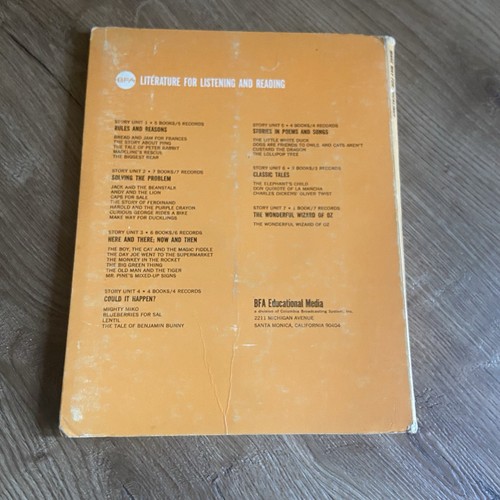 BFA LITERATURE FOR LISTENING AND READING
STORY UNIT 1 • 5 BOOKS/5 RECORDS
RULES AND REASONS
BREAD AND JAM FOR FRANCES
THE STORY ABOUT PING
THE TALE OF PETER RABBIT
MADELINE'S RESCUE
THE BIGGEST BEAR
STORY UNIT 2 • 7 BOOKS/6 RECORDS
SOLVING THE PROBLEM
JACK AND THE BEANSTALK
ANDY AND THE LION
CAPS FOR SALE
THE STORY OF FERDINAND
HAROLD AND THE PURPLE CRAYON
CURIOUS GEORGE RIDES A BIKE
MAKE WAY FOR DUCKLINGS
STORY UNIT 3 • 6 BOOKS/6 RECORDS
HERE AND THERE; NOW AND THEN
THE BOY, THE CAT AND THE MAGIC FIDDLE
THE DAY JOE WENT TO THE SUPERMARKET
THE MONKEY IN THE ROCKET
THE BIG GREEN THING
THE OLD MAN AND THE TIGER
MR. PINE'S MIXED-UP SIGNS
STORY UNIT 4 • 4 BOOKS/4 RECORDS
COULD IT HAPPEN?
MIGHTY MIKO
BLUEBERRIES FOR SAL
LENTIL
THE TALE OF BENJAMIN BUNNY
STORY UNIT 5 • 4 BOOKS/4 RECORDS
STORIES IN POEMS AND SONGS
THE LITTLE WHITE DUCK
DOGS ARE FRIENDS TO CHILD. AND CATS AREN'T
CUSTARD THE DRAGON
THE LOLLIPOP TREE
STORY UNIT 6 • 3 BOOKS/3 RECORDS
CLASSIC TALES
THE ELEPHANT'S CHILD
DON QUIXOTE OF LA MANCHA
CHARLES DICKENS' OLIVER TWIST
STORY UNIT 7 • 1 BOOK/7 RECORDS
THE WONDERFUL WIZARD OF OZ
THE WONDERFUL WIZARD OF OZ
BFA Educational Media
a division of Columbia Broadcasting System, Inc.
2211 MICHIGAN AVENUE
SANTA MONICA, CALIFORNIA 90404